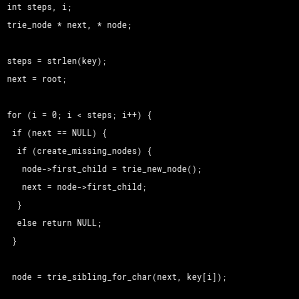 int steps, i;
trie_node * next, * node;
steps = strlen(key);
next = root;
for (i = 0; i < steps; i++) {
if (next == NULL) {
if (create_missing_nodes) {
node->first_child = trie_new_node();
next = node->first_child;
}
else return NULL;
}
node = trie_sibling_for_char(next, key[i]);